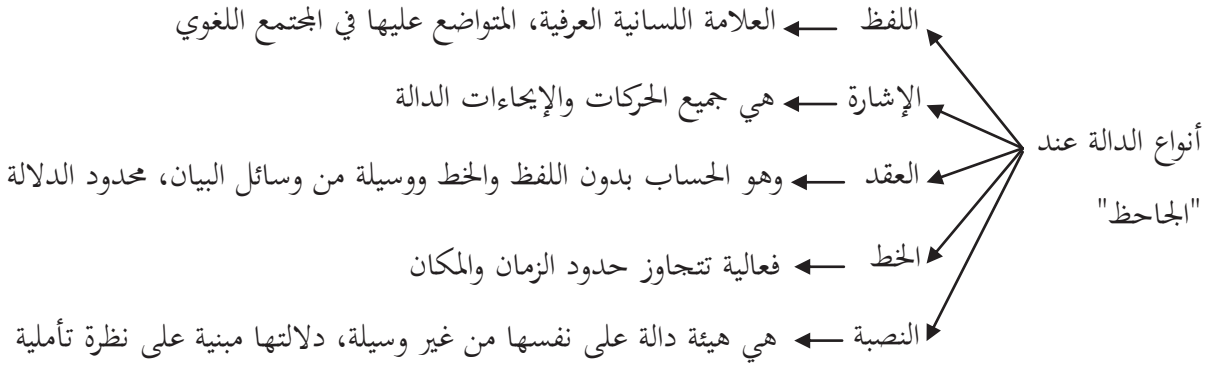 اللفظ العلامة اللسانية العرفية، المتواضع عليها في المجتمع اللغوي
الإشارة هي جميع الحركات والإيحاءات الدالة
أنواع الدالة عند
العقد وهو الحساب بدون اللفظ والخط ووسيلة من وسائل البيان، محدود الدلالة
"الجاحظ"
الخط فعالية تتجاوز حدود الزمان والمكان
النصبة هي هيئة دالة على نفسها من غير وسيلة، دلالتها مبنية على نظرة تأملية